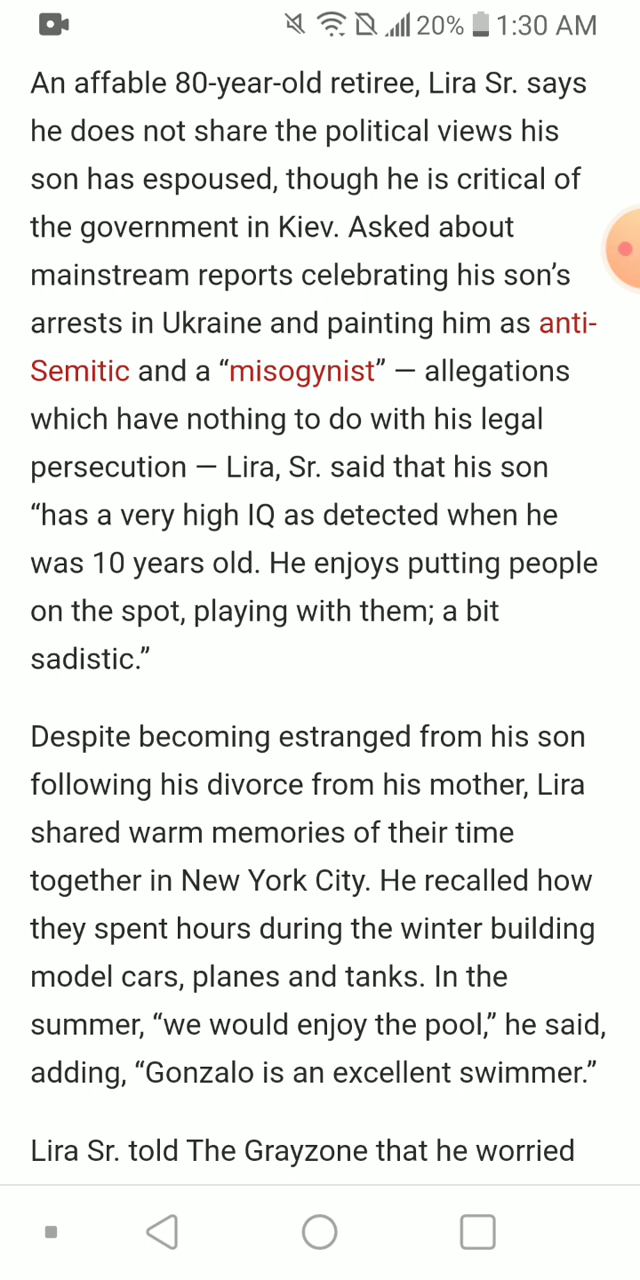 20% 1:30 AM
An affable 80-year-old retiree, Lira Sr. says
he does not share the political views his
son has espoused, though he is critical of
the government in Kiev. Asked about
mainstream reports celebrating his son’s
arrests in Ukraine and painting him as anti-
Semitic and a “misogynist” — allegations
which have nothing to do with his legal
persecution — Lira, Sr. said that his son
“has a very high IQ as detected when he
was 10 years old. He enjoys putting people
on the spot, playing with them; a bit
sadistic.”
Despite becoming estranged from his son
following his divorce from his mother, Lira
shared warm memories of their time
together in New York City. He recalled how
they spent hours during the winter building
model cars, planes and tanks. In the
summer, “we would enjoy the pool,” he said,
adding, “Gonzalo is an excellent swimmer.”
Lira Sr. told The Grayzone that he worried